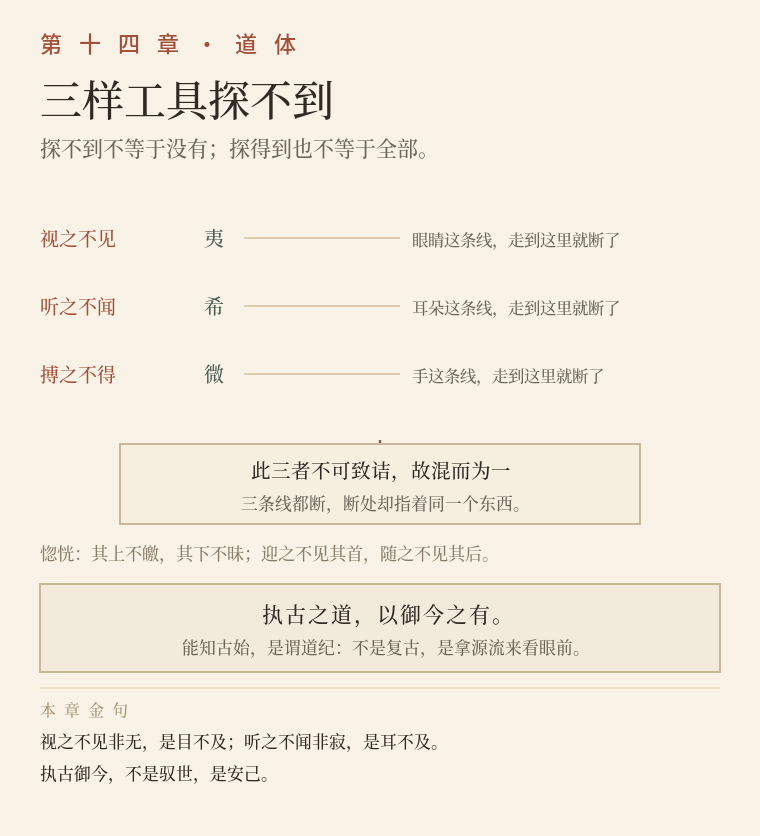 第十四章·道体
三样工具探不到
探不到不等于没有；探得到也不等于全部。
视之不见 夷 眼睛这条线，走到这里就断了
听之不闻 希 耳朵这条线，走到这里就断了
搏之不得 微 手这条线，走到这里就断了
此三者不可致诘，故混而为一
三条线都断，断处却指着同一个东西。
惚恍：其上不皦，其下不昧；迎之不见其首，随之不见其后。
执古之道，以御今之有。
能知古始，是谓道纪：不是复古，是拿源流来看眼前。
本章金句
视之不见非无，是目不及；听之不闻非寂，是耳不及。
执古御今，不是驭世，是安己。